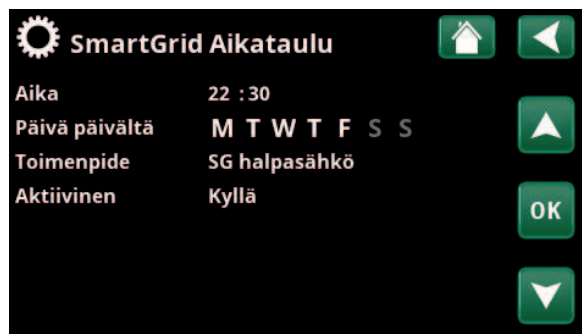 SmartGrid Aikataulu
Aika 22 :30
Päivä päivältä M T W T F S S
Toimenpide SG halpasähkö
Aktiivinen Kyllä
OK